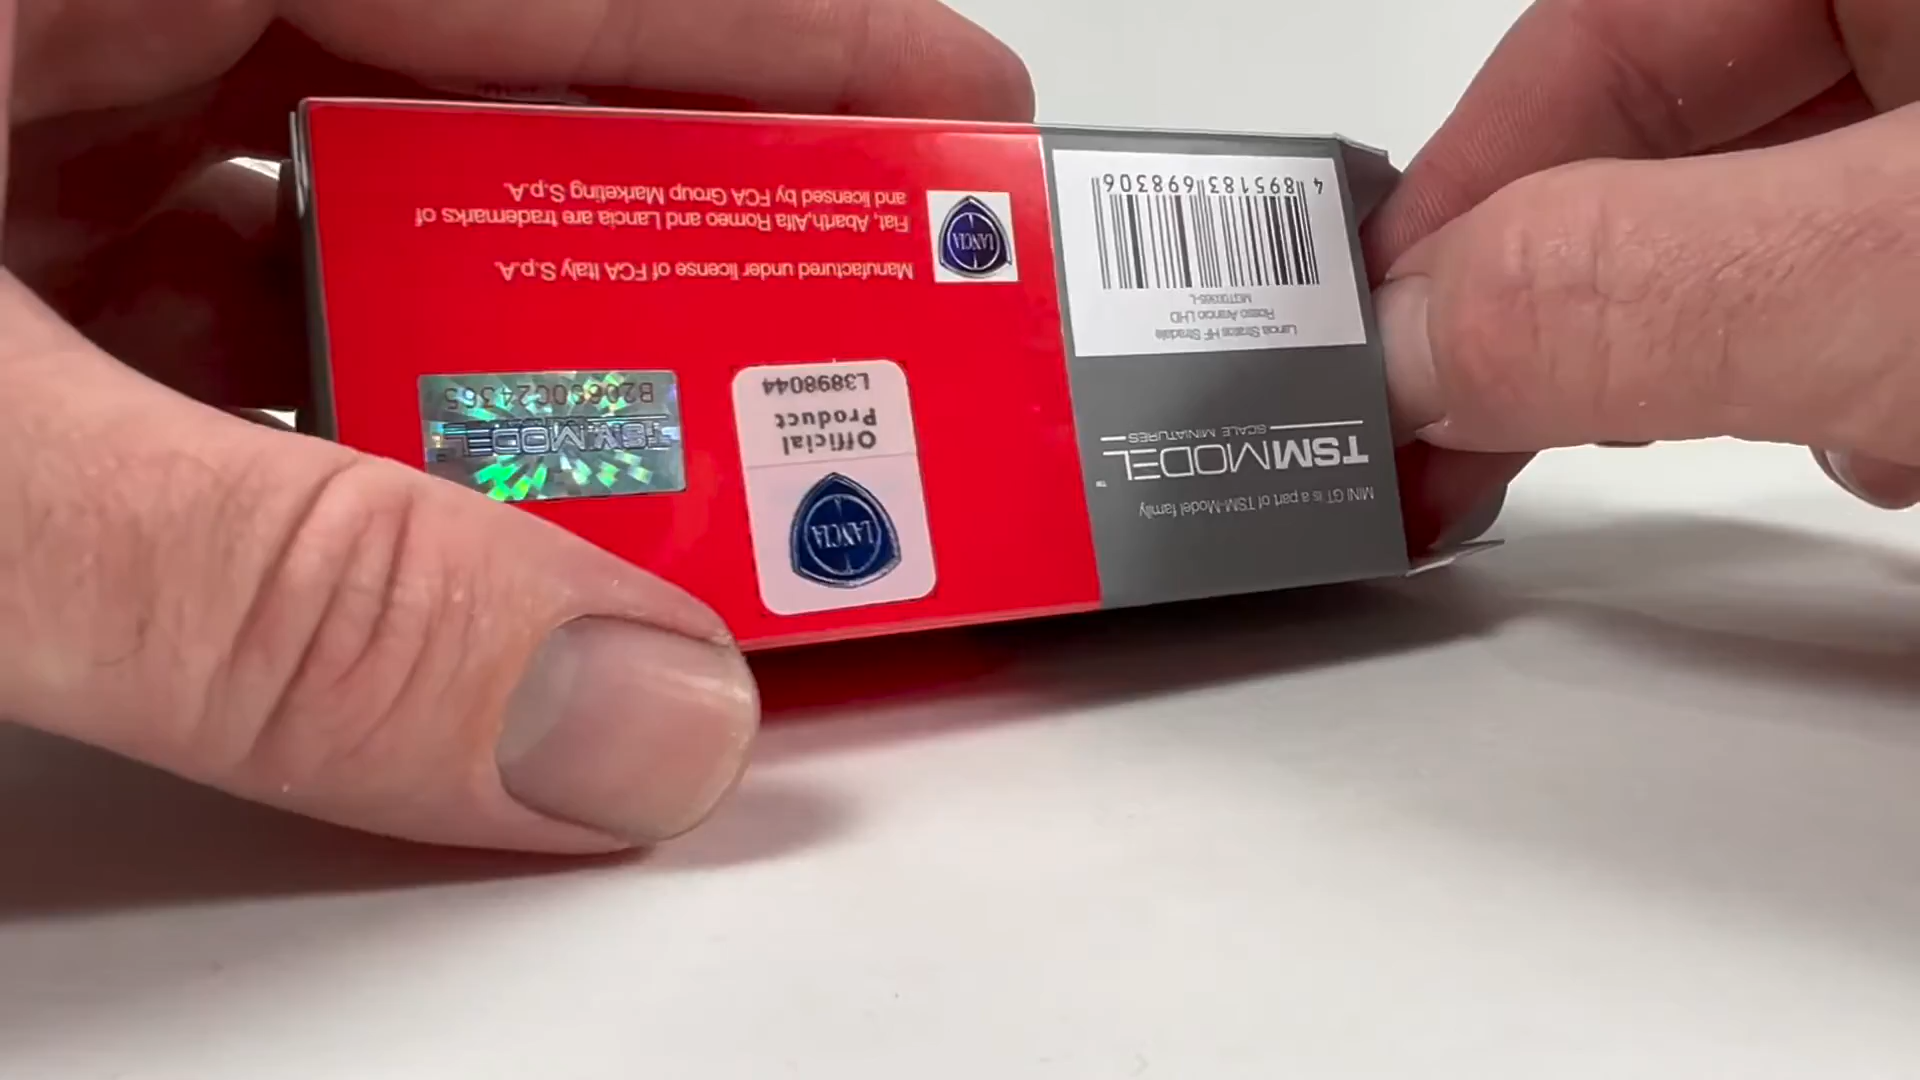 MINI GT is a part of TSM-Model family
TSMMODEL™
SCALE MINIATURES
Lancia Stratos HF Stradale
Rosso Arancio LHD
MGT00365-L
4 895183 698306
LANCIA
Official
Product
L3898044
TSMMODEL
B20690024365
LANCIA
Manufactured under license of FCA Italy S.p.A.
Fiat, Abarth,Alfa Romeo and Lancia are trademarks of
and licensed by FCA Group Marketing S.p.A.